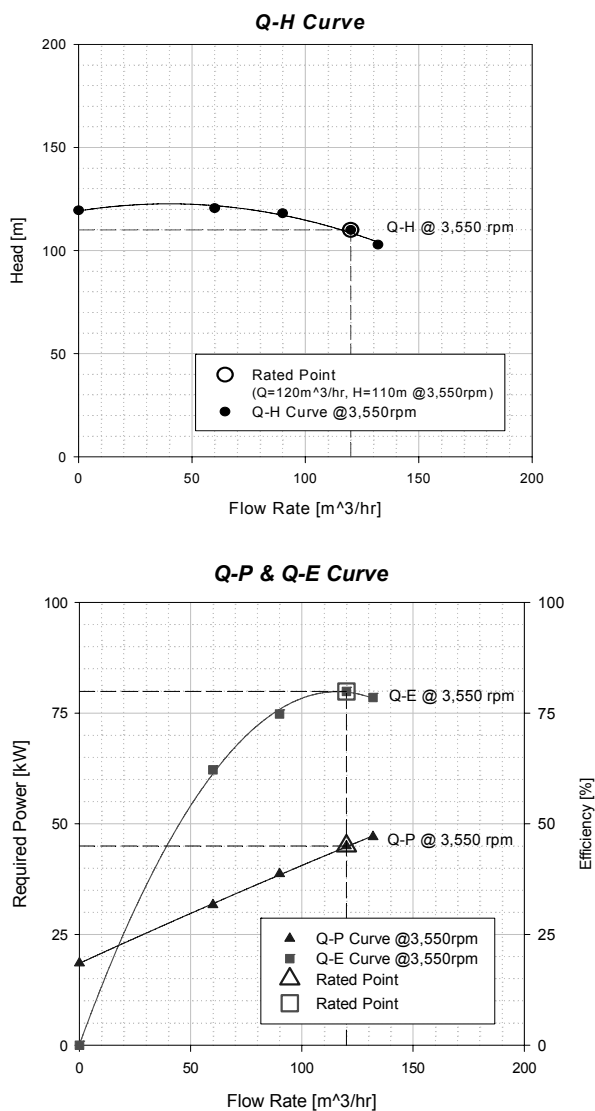 Q-H Curve
200
150
100
50
0
Head [m]
Q-H @ 3,550 rpm
Rated Point
(Q=120m^3/hr, H=110m @3,550rpm)
Q-H Curve @3,550rpm
0
50
100
150
200
Flow Rate [m^3/hr]
Q-P & Q-E Curve
100
75
50
25
0
Required Power [kW]
100
75
50
25
0
Efficiency [%]
Q-E @ 3,550 rpm
Q-P @ 3,550 rpm
Q-P Curve @3,550rpm
Q-E Curve @3,550rpm
Rated Point
Rated Point
0
50
100
150
200
Flow Rate [m^3/hr]